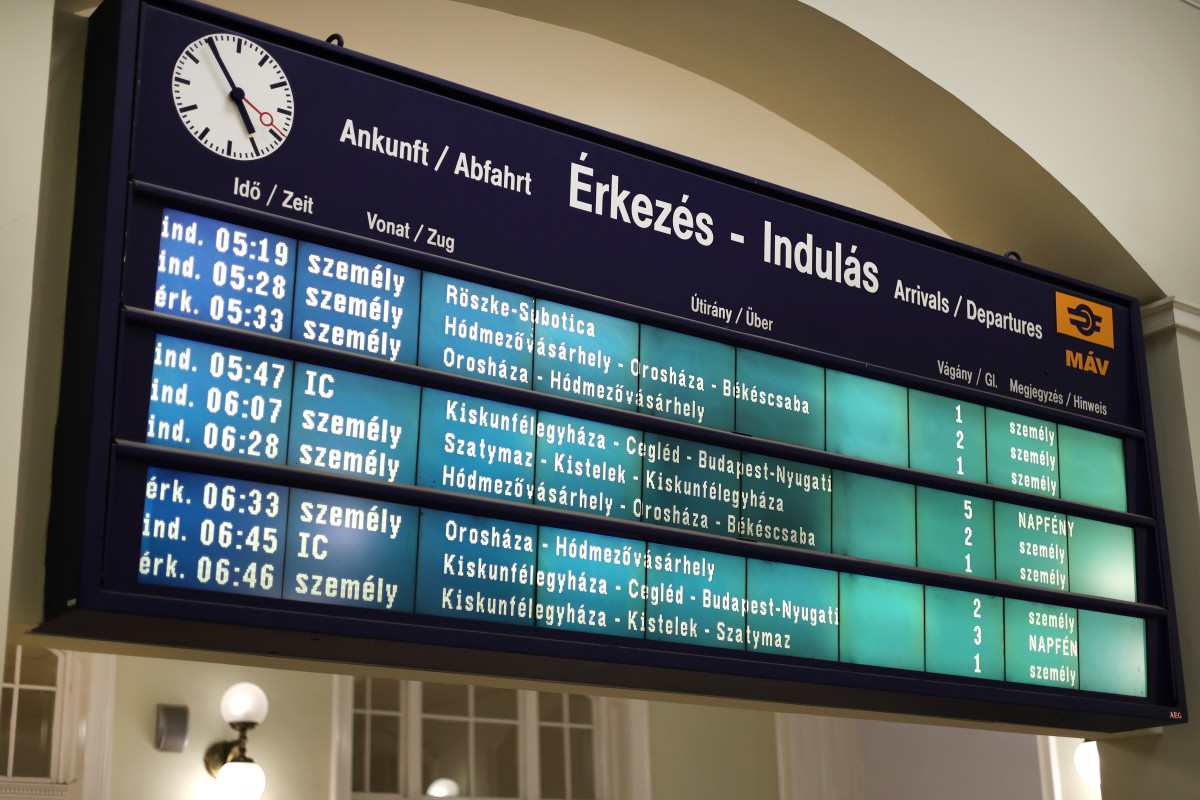 Ankunft / Abfahrt Érkezés - Indulás Arrivals / Departures
MÁV
Idő / Zeit Vonat / Zug Útirány / Über Vágány / Gl. Megjegyzés / Hinweis
ind. 05:19 személy Röszke-Subotica 1 személy
ind. 05:28 személy Hódmezővásárhely - Orosháza - Békéscsaba 2 személy
érk. 05:33 személy Orosháza - Hódmezővásárhely 1 személy
ind. 05:47 IC Kiskunfélegyháza - Cegléd - Budapest-Nyugati 5 NAPFÉNY
ind. 06:07 személy Szatymaz - Kistelek - Kiskunfélegyháza 2 személy
ind. 06:28 személy Hódmezővásárhely - Orosháza - Békéscsaba 1 személy
érk. 06:33 személy Orosháza - Hódmezővásárhely 2 személy
ind. 06:45 IC Kiskunfélegyháza - Cegléd - Budapest-Nyugati 3 NAPFÉN
érk. 06:46 személy Kiskunfélegyháza - Kistelek - Szatymaz 1 személy
AEG